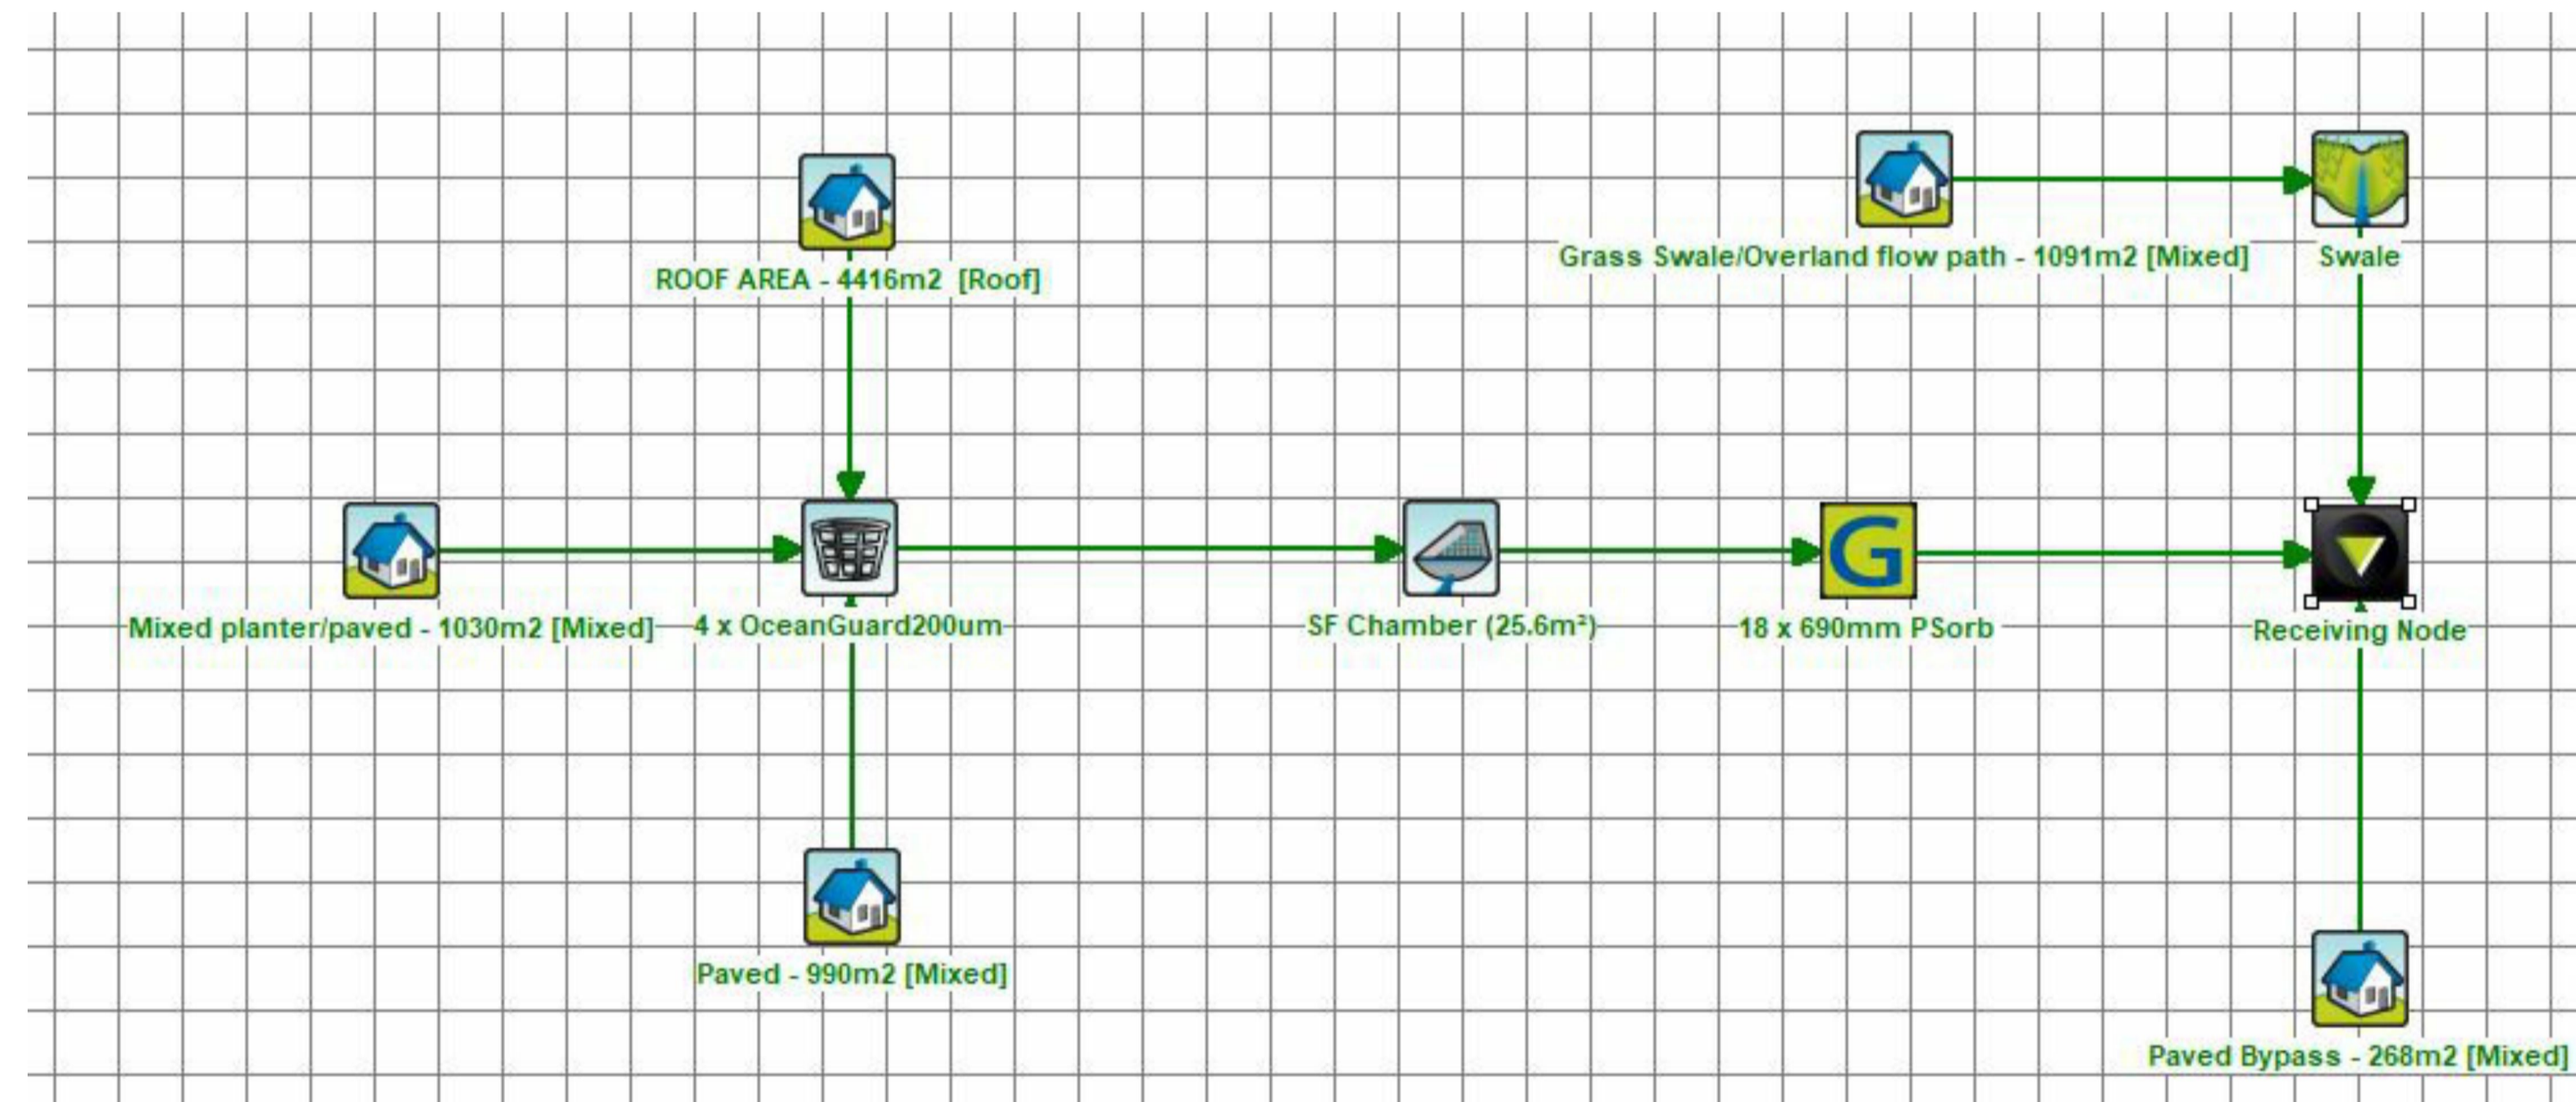 Grass Swale/Overland flow path - 1091m2 [Mixed]
Swale
ROOF AREA - 4416m2 [Roof]
Mixed planter/paved - 1030m2 [Mixed]
4 x OceanGuard200um
SF Chamber (25.6m²)
G
18 x 690mm PSorb
Receiving Node
Paved - 990m2 [Mixed]
Paved Bypass - 268m2 [Mixed]